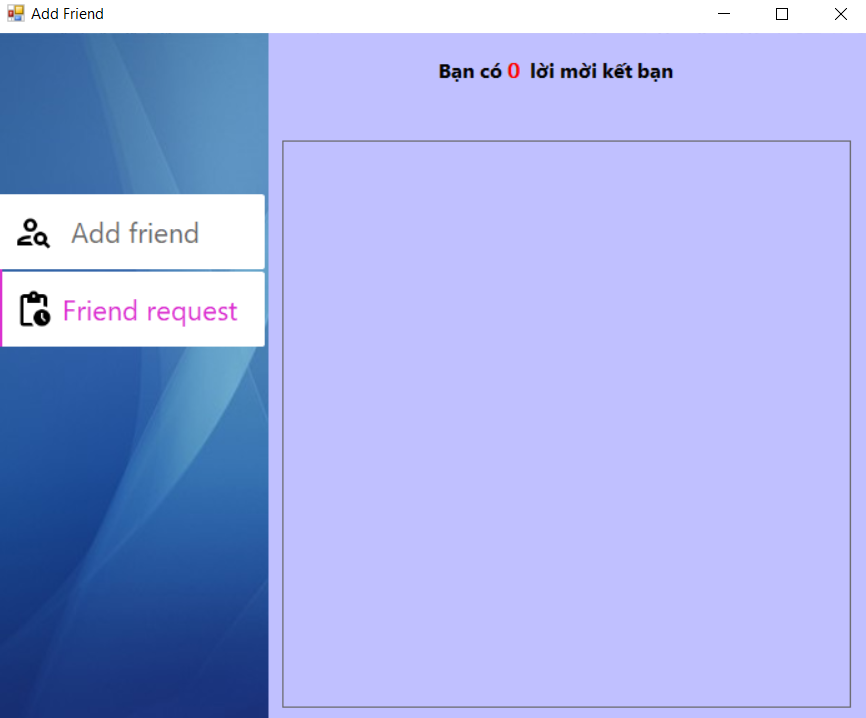 Add Friend
Bạn có 0 lời mời kết bạn
Add friend
Friend request